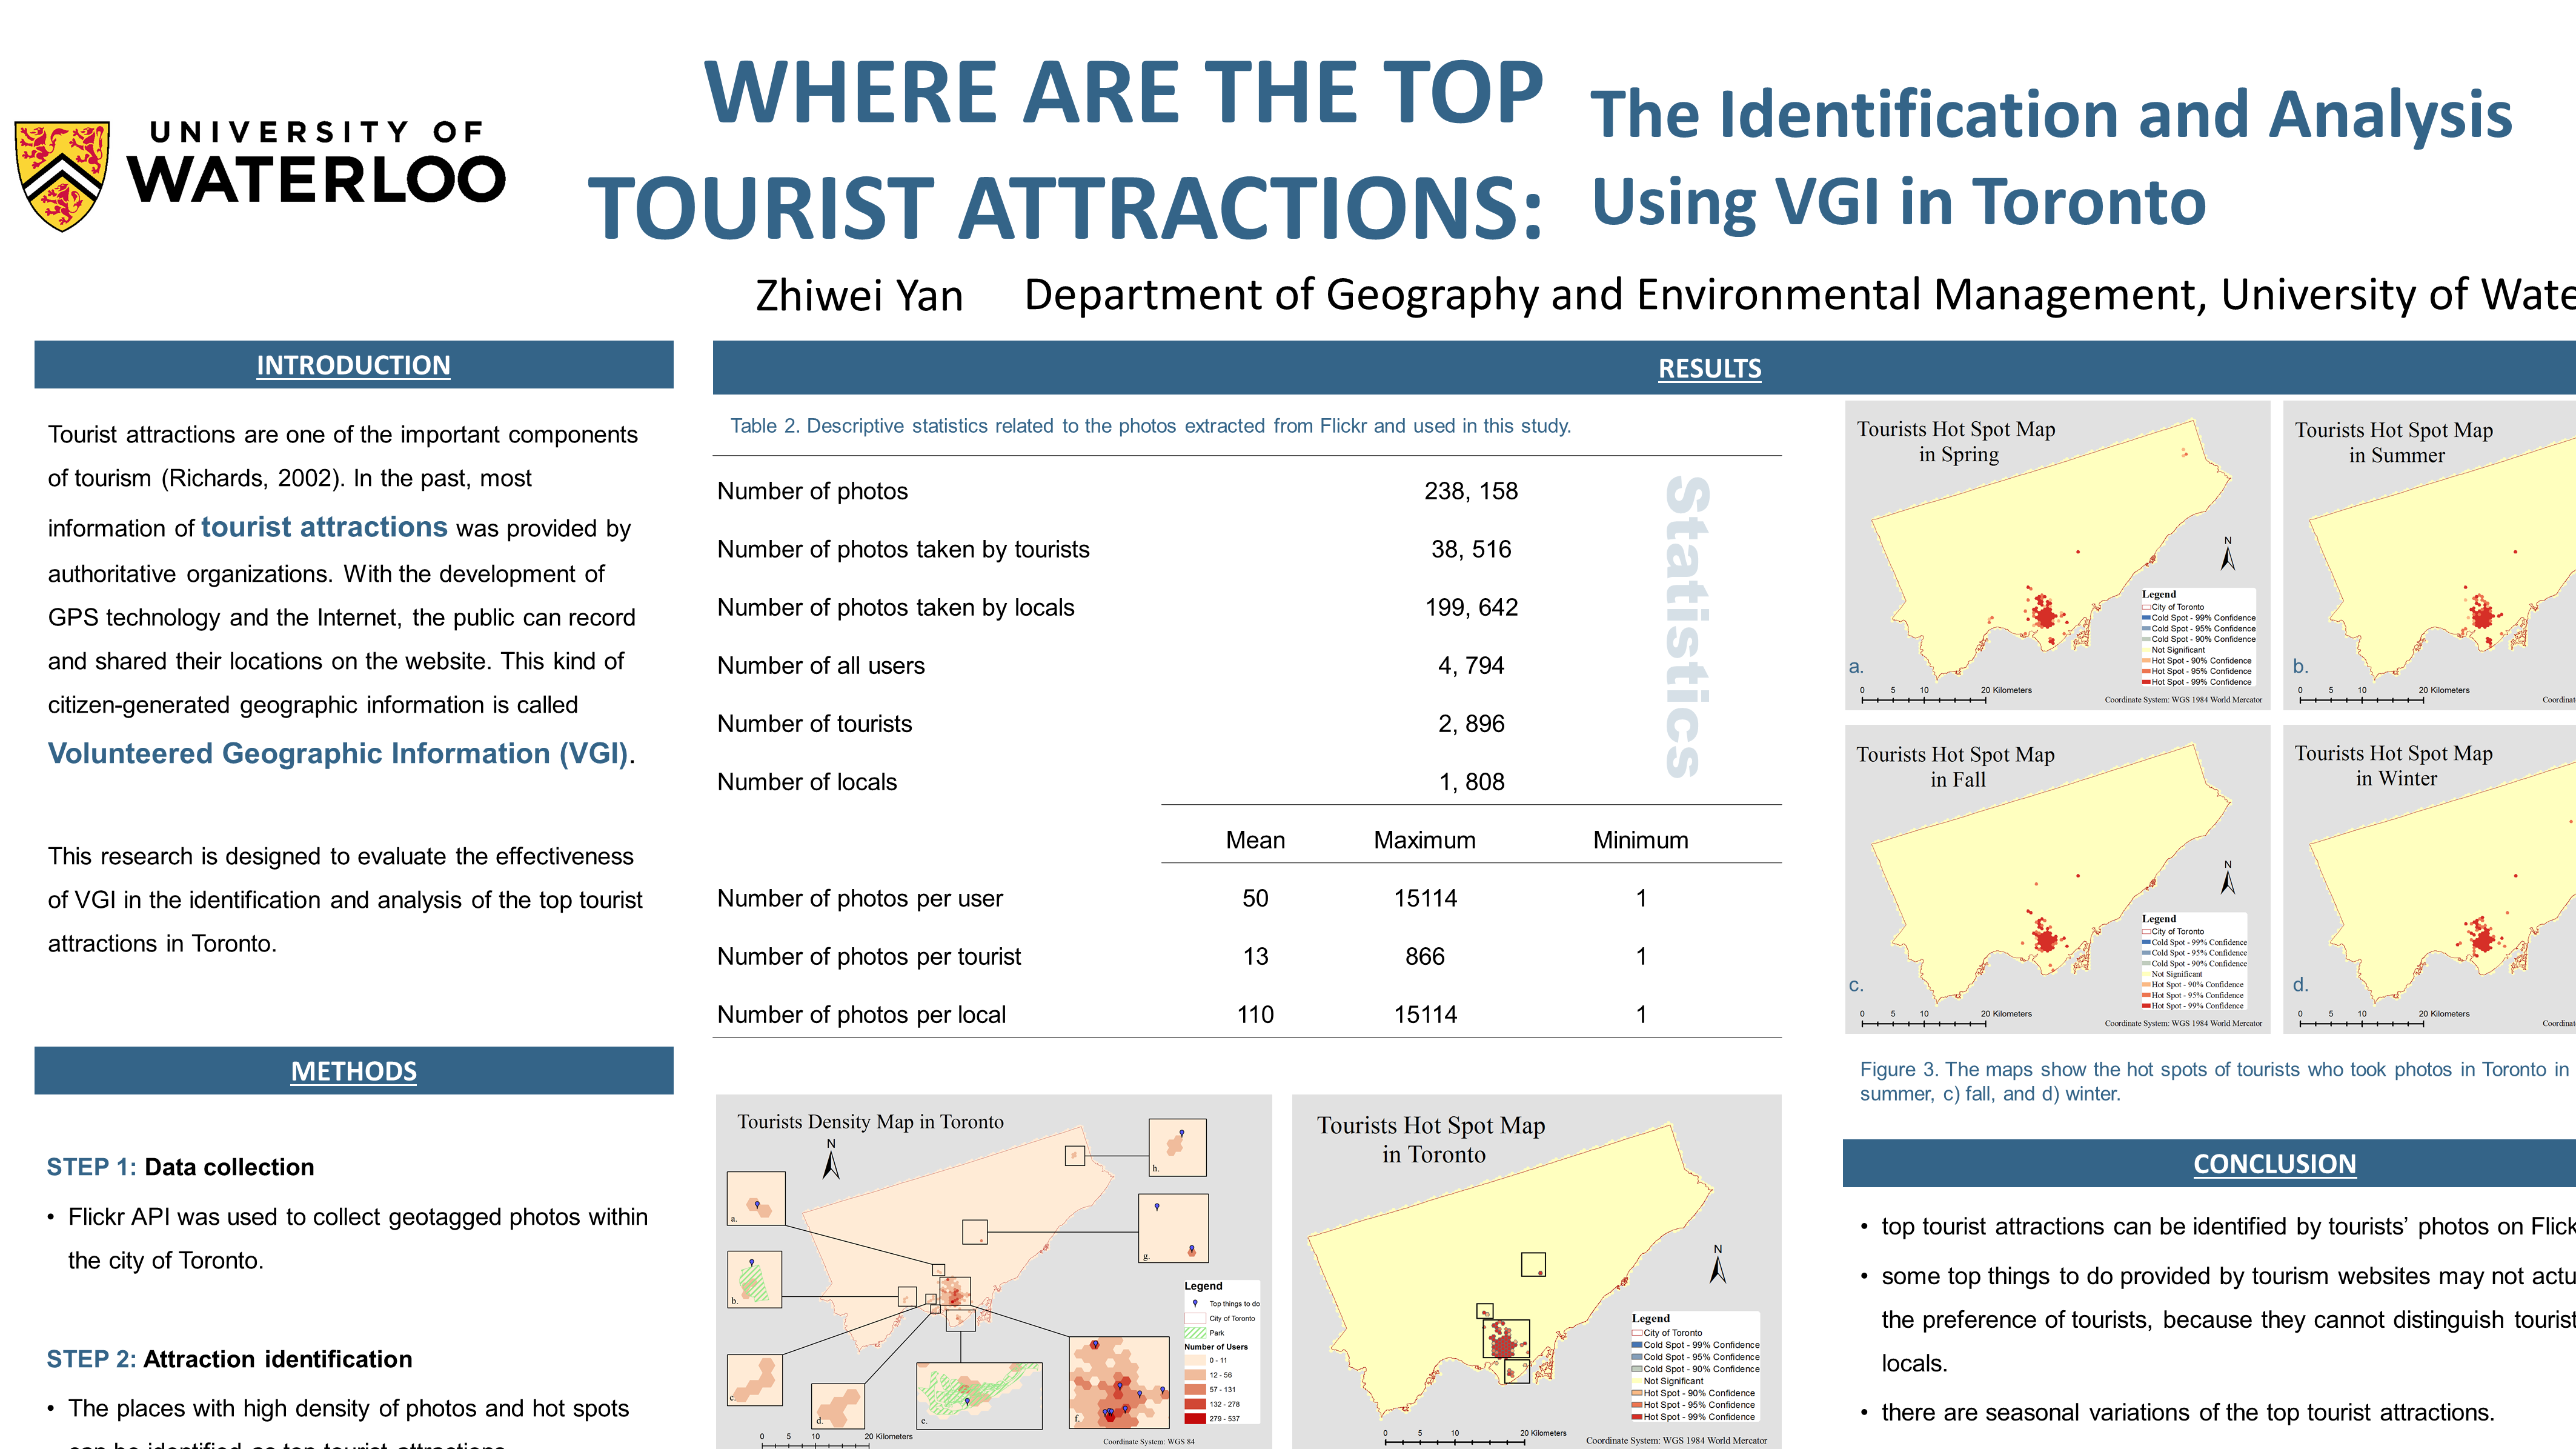 UNIVERSITY OF
WATERLOO
WHERE ARE THE TOP
TOURIST ATTRACTIONS:
The Identification and Analysis
Using VGI in Toronto
Zhiwei Yan Department of Geography and Environmental Management, University of Wate
INTRODUCTION
Tourist attractions are one of the important components
of tourism (Richards, 2002). In the past, most
information of tourist attractions was provided by
authoritative organizations. With the development of
GPS technology and the Internet, the public can record
and shared their locations on the website. This kind of
citizen-generated geographic information is called
Volunteered Geographic Information (VGI).
This research is designed to evaluate the effectiveness
of VGI in the identification and analysis of the top tourist
attractions in Toronto.
METHODS
STEP 1: Data collection
• Flickr API was used to collect geotagged photos within
the city of Toronto.
STEP 2: Attraction identification
• The places with high density of photos and hot spots
can be identified as top tourist attractions
RESULTS
Table 2. Descriptive statistics related to the photos extracted from Flickr and used in this study.
Statistics
Number of photos 238, 158
Number of photos taken by tourists 38, 516
Number of photos taken by locals 199, 642
Number of all users 4, 794
Number of tourists 2, 896
Number of locals 1, 808
Mean Maximum Minimum
Number of photos per user 50 15114 1
Number of photos per tourist 13 866 1
Number of photos per local 110 15114 1
Tourists Density Map in Toronto
N
a.
b.
c.
d.
e.
f.
g.
h.
Legend
Top things to do
City of Toronto
Park
Number of Users
0 - 11
12 - 56
57 - 131
132 - 278
279 - 537
0 5 10 20 Kilometers
Coordinate System: WGS 84
Tourists Hot Spot Map
in Toronto
N
Legend
City of Toronto
Cold Spot - 99% Confidence
Cold Spot - 95% Confidence
Cold Spot - 90% Confidence
Not Significant
Hot Spot - 90% Confidence
Hot Spot - 95% Confidence
Hot Spot - 99% Confidence
0 5 10 20 Kilometers
Coordinate System: WGS 1984 World Mercator
Tourists Hot Spot Map
in Spring
N
Legend
City of Toronto
Cold Spot - 99% Confidence
Cold Spot - 95% Confidence
Cold Spot - 90% Confidence
Not Significant
Hot Spot - 90% Confidence
Hot Spot - 95% Confidence
Hot Spot - 99% Confidence
a.
0 5 10 20 Kilometers
Coordinate System: WGS 1984 World Mercator
Tourists Hot Spot Map
in Summer
b.
0 5 10 20 Kilometers
Coordinat
Tourists Hot Spot Map
in Fall
N
Legend
City of Toronto
Cold Spot - 99% Confidence
Cold Spot - 95% Confidence
Cold Spot - 90% Confidence
Not Significant
Hot Spot - 90% Confidence
Hot Spot - 95% Confidence
Hot Spot - 99% Confidence
c.
0 5 10 20 Kilometers
Coordinate System: WGS 1984 World Mercator
Tourists Hot Spot Map
in Winter
d.
0 5 10 20 Kilometers
Coordinat
Figure 3. The maps show the hot spots of tourists who took photos in Toronto in
summer, c) fall, and d) winter.
CONCLUSION
• top tourist attractions can be identified by tourists' photos on Flick
• some top things to do provided by tourism websites may not actu
the preference of tourists, because they cannot distinguish tourist
locals.
• there are seasonal variations of the top tourist attractions.